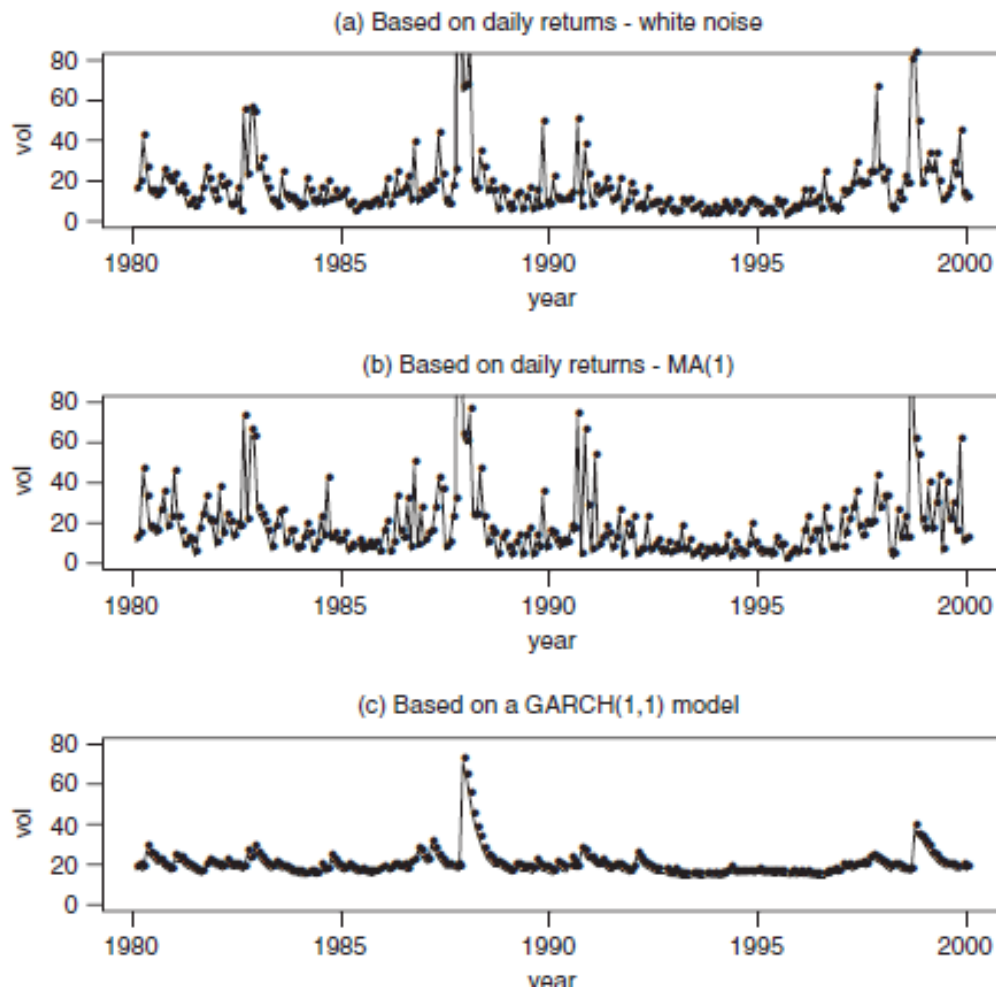 (a) Based on daily returns - white noise
80
60
40
20
0
vol
1980 1985 1990 1995 2000
year
(b) Based on daily returns - MA(1)
80
60
40
20
0
vol
1980 1985 1990 1995 2000
year
(c) Based on a GARCH(1,1) model
80
60
40
20
0
vol
1980 1985 1990 1995 2000
year